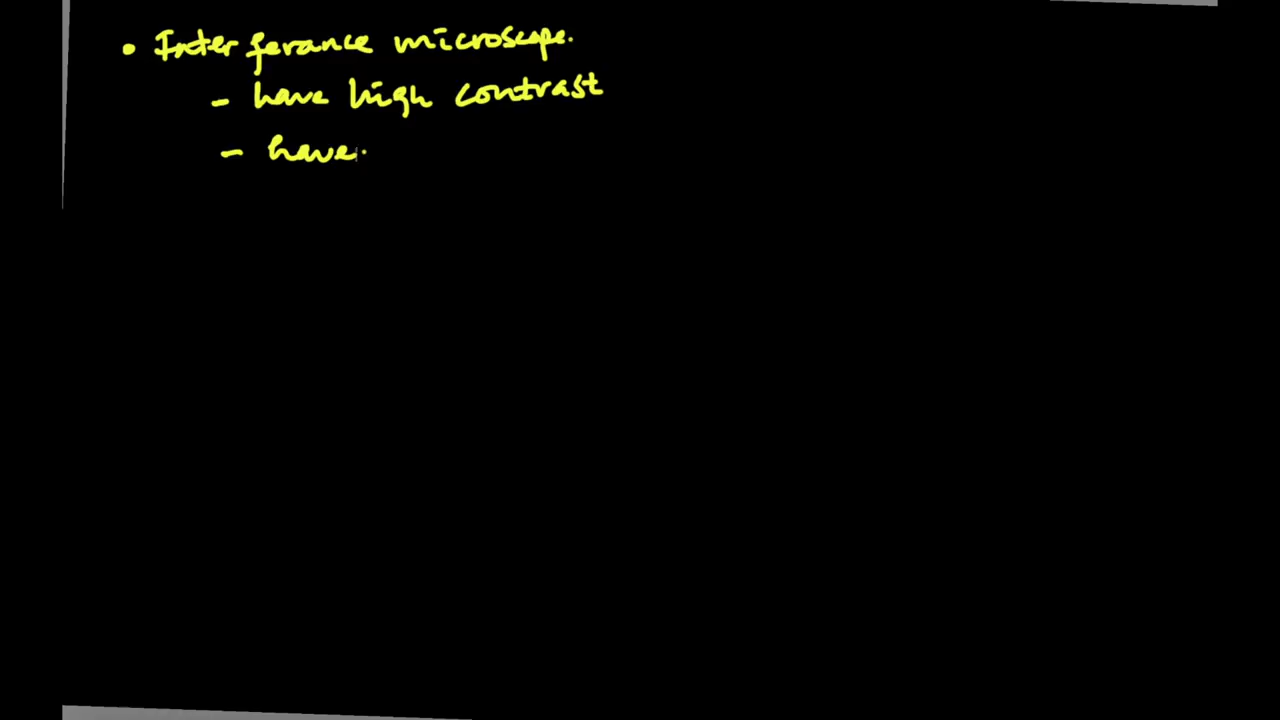 • Interferance microscope.
- have high contrast
- have